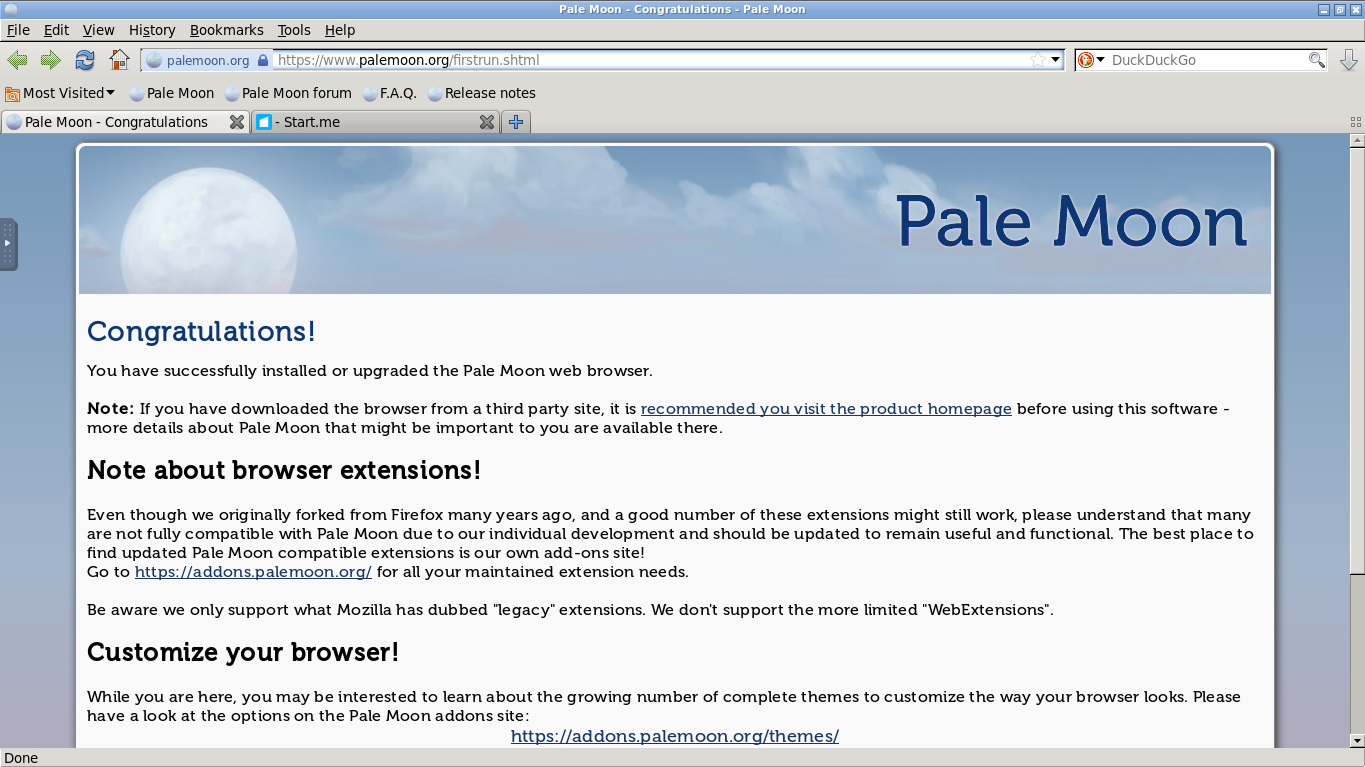 Pale Moon - Congratulations - Pale Moon
File Edit View History Bookmarks Tools Help
palemoon.org https://www.palemoon.org/firstrun.shtml DuckDuckGo
Most Visited Pale Moon Pale Moon forum F.A.Q. Release notes
Pale Moon - Congratulations - Start.me
Pale Moon
Congratulations!
You have successfully installed or upgraded the Pale Moon web browser.
Note: If you have downloaded the browser from a third party site, it is recommended you visit the product homepage before using this software -
more details about Pale Moon that might be important to you are available there.
Note about browser extensions!
Even though we originally forked from Firefox many years ago, and a good number of these extensions might still work, please understand that many
are not fully compatible with Pale Moon due to our individual development and should be updated to remain useful and functional. The best place to
find updated Pale Moon compatible extensions is our own add-ons site!
Go to https://addons.palemoon.org/ for all your maintained extension needs.
Be aware we only support what Mozilla has dubbed "legacy" extensions. We don't support the more limited "WebExtensions".
Customize your browser!
While you are here, you may be interested to learn about the growing number of complete themes to customize the way your browser looks. Please
have a look at the options on the Pale Moon addons site:
https://addons.palemoon.org/themes/
Done